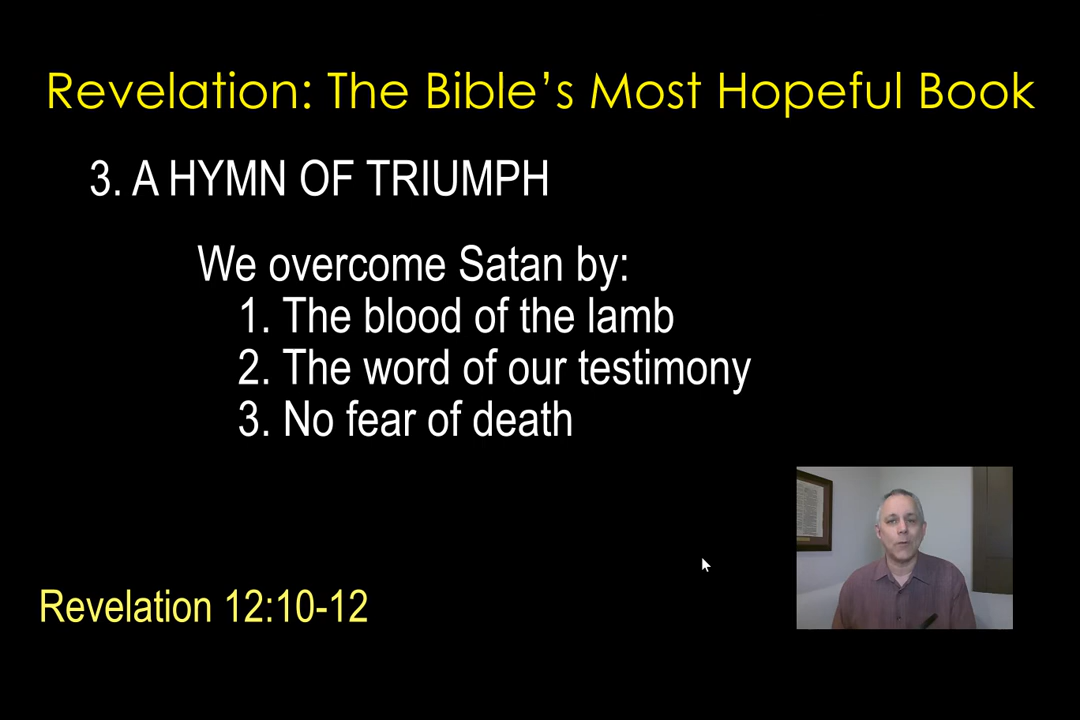 Revelation: The Bible’s Most Hopeful Book
3. A HYMN OF TRIUMPH
We overcome Satan by:
1. The blood of the lamb
2. The word of our testimony
3. No fear of death
Revelation 12:10-12